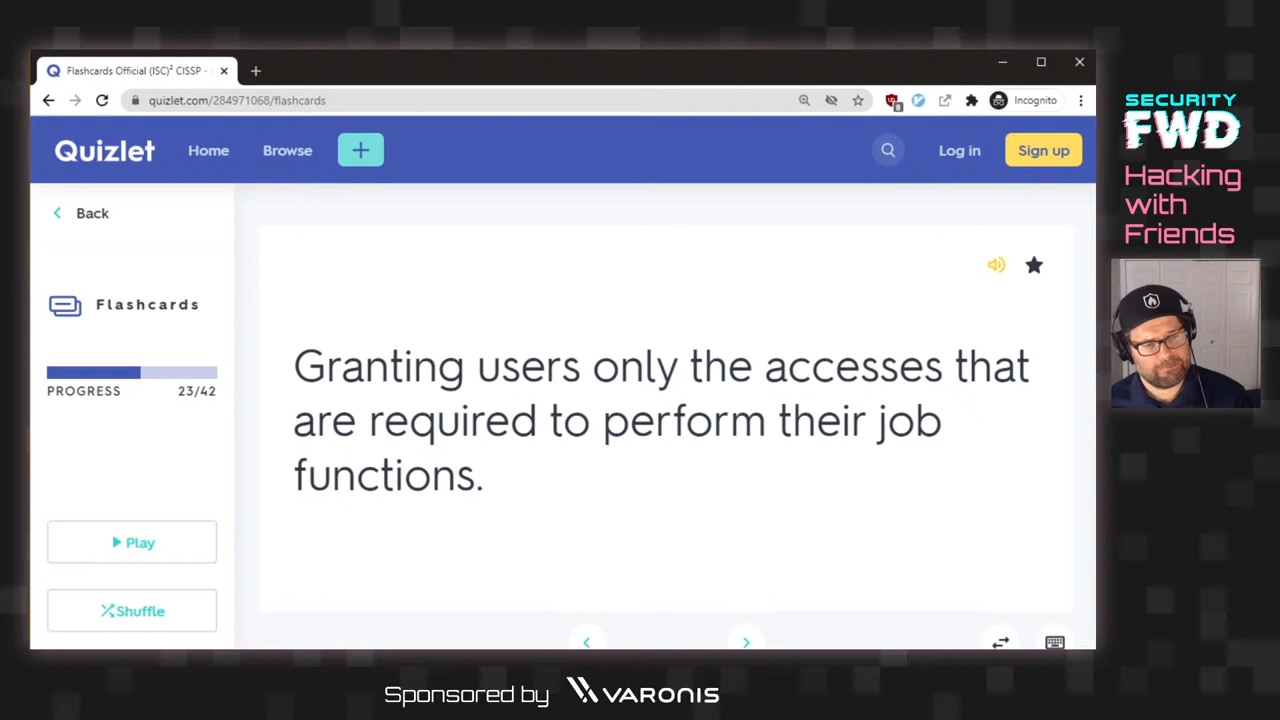 Flashcards Official (ISC)² CISSP -
quizlet.com/284971068/flashcards
8
Incognito
Quizlet
Home
Browse
Log in
Sign up
Back
Flashcards
PROGRESS 23/42
Play
Shuffle
Granting users only the accesses that
are required to perform their job
functions.
SECURITY
FWD
Hacking
with
Friends
Sponsored by VARONIS